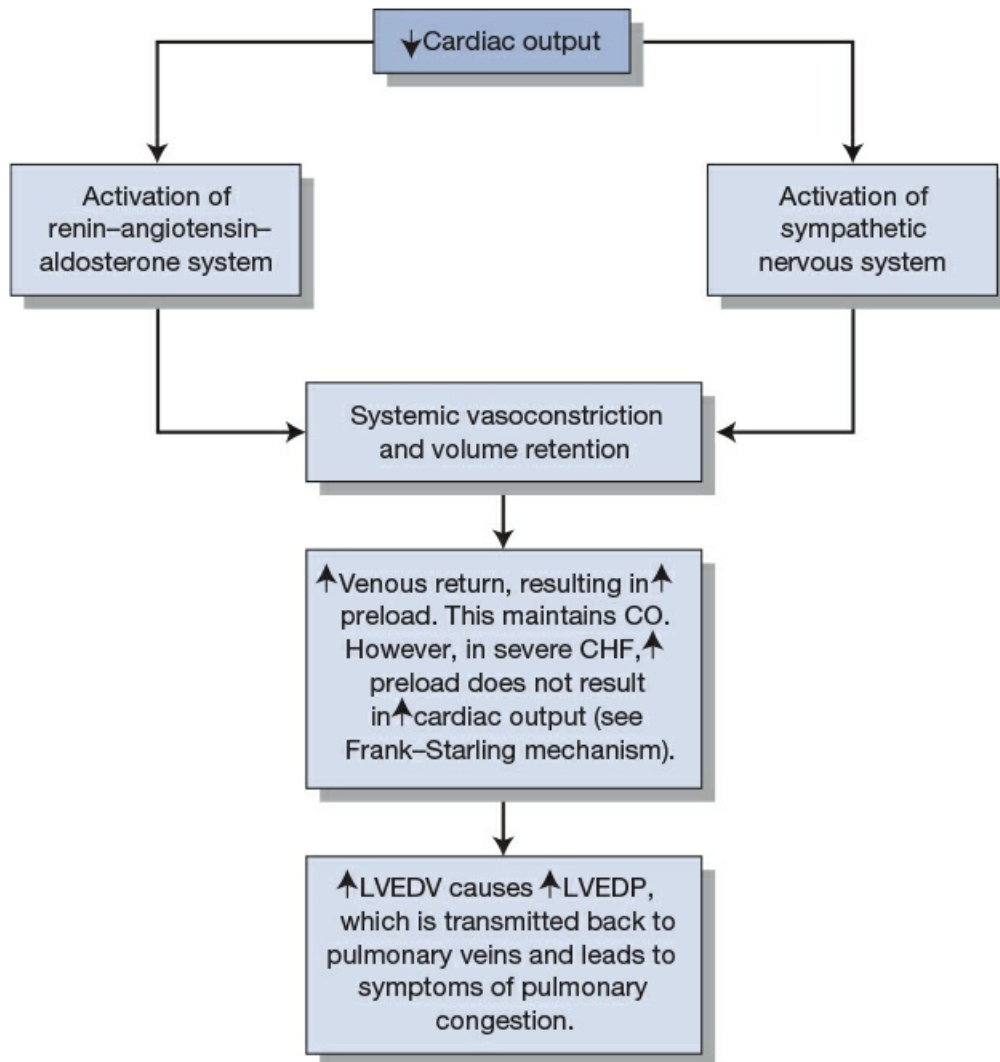 ↓Cardiac output
Activation of
renin–angiotensin–
aldosterone system
Activation of
sympathetic
nervous system
Systemic vasoconstriction
and volume retention
↑Venous return, resulting in↑
preload. This maintains CO.
However, in severe CHF,↑
preload does not result
in↑cardiac output (see
Frank–Starling mechanism).
↑LVEDV causes ↑LVEDP,
which is transmitted back to
pulmonary veins and leads to
symptoms of pulmonary
congestion.